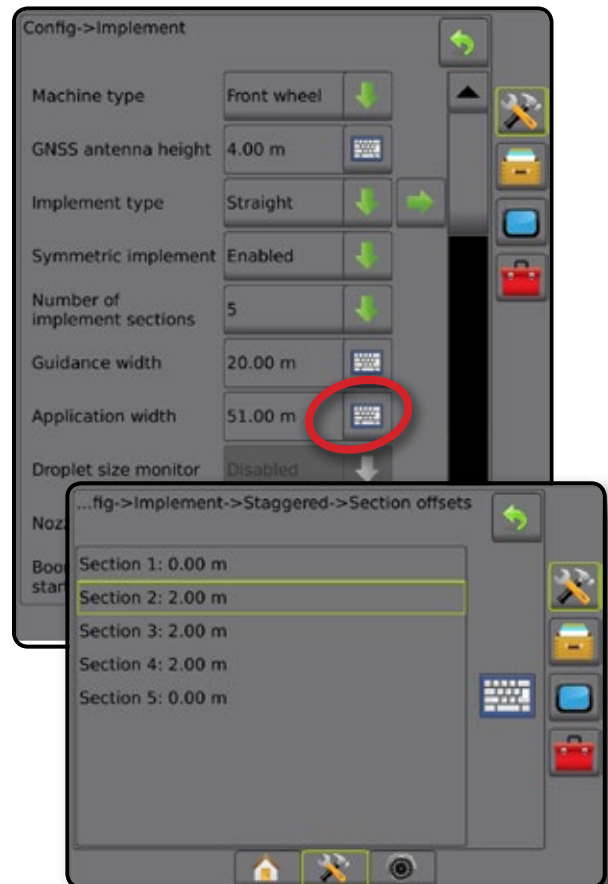 Config->Implement
Machine type Front wheel
GNSS antenna height 4.00 m
Implement type Straight
Symmetric implement Enabled
Number of
implement sections 5
Guidance width 20.00 m
Application width 51.00 m
Droplet size monitor Disabled
...fig->Implement->Staggered->Section offsets
Section 1: 0.00 m
Section 2: 2.00 m
Section 3: 2.00 m
Section 4: 2.00 m
Section 5: 0.00 m